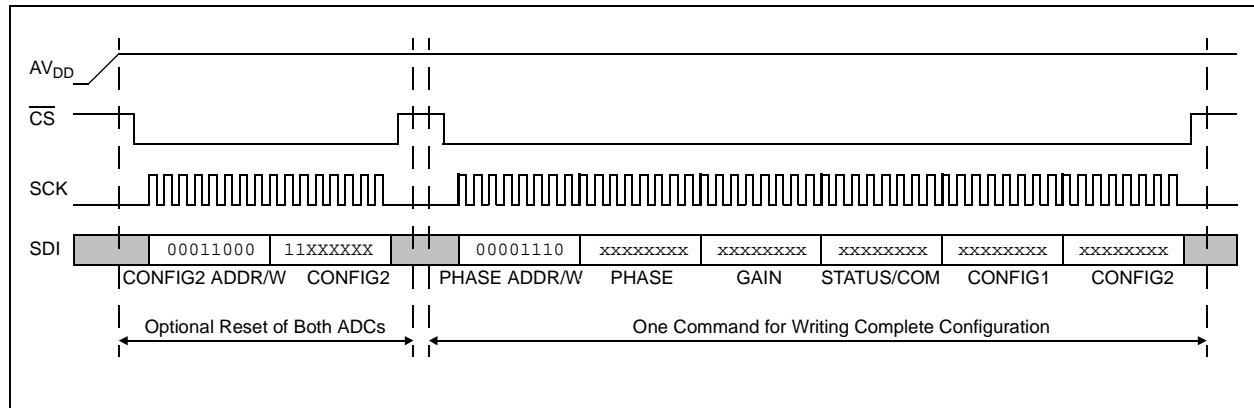 AVDD
CS
SCK
SDI
00011000 11XXXXXX 00001110 xxxxxxxx xxxxxxxx xxxxxxxx xxxxxxxx xxxxxxxx
CONFIG2 ADDR/W CONFIG2 PHASE ADDR/W PHASE GAIN STATUS/COM CONFIG1 CONFIG2
Optional Reset of Both ADCs One Command for Writing Complete Configuration